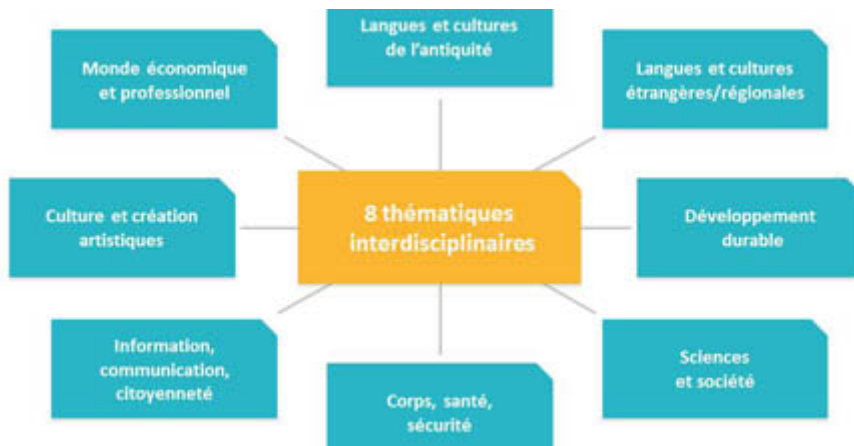 Langues et cultures
de l'antiquité
Monde économique
et professionnel
Langues et cultures
étrangères/régionales
Culture et création
artistiques
8 thématiques
interdisciplinaires
Développement
durable
Information,
communication,
citoyenneté
Corps, santé,
sécurité
Sciences
et société